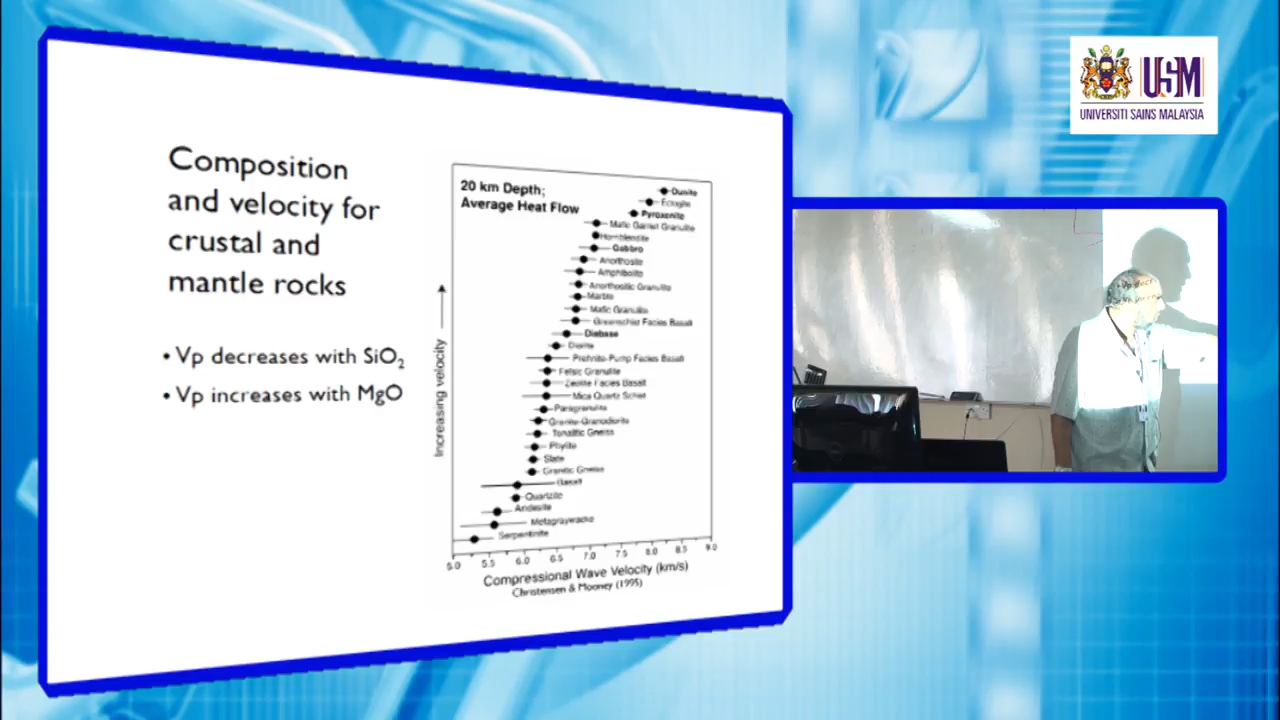 Composition
and velocity for
crustal and
mantle rocks
• Vp decreases with SiO₂
• Vp increases with MgO
20 km Depth;
Average Heat Flow
Dunite
Eclogite
Pyroxenite
Mafic Garnet Granulite
Hornblendite
Gabbro
Anorthosite
Amphibolite
Anorthositic Granulite
Marble
Mafic Granulite
Greenschist Facies Basalt
Diabase
Diorite
Prehnite-Pump Facies Basalt
Felsic Granulite
Zeolite Facies Basalt
Mica Quartz Schist
Paragranulite
Granite-Granodiorite
Tonalitic Gneiss
Phyllite
Slate
Granitic Gneiss
Basalt
Quartzite
Andesite
Metagraywacke
Serpentinite
Increasing velocity
5.0 5.5 6.0 6.5 7.0 7.5 8.0 8.5 9.0
Compressional Wave Velocity (km/s)
Christensen & Mooney (1995)
USM
UNIVERSITI SAINS MALAYSIA